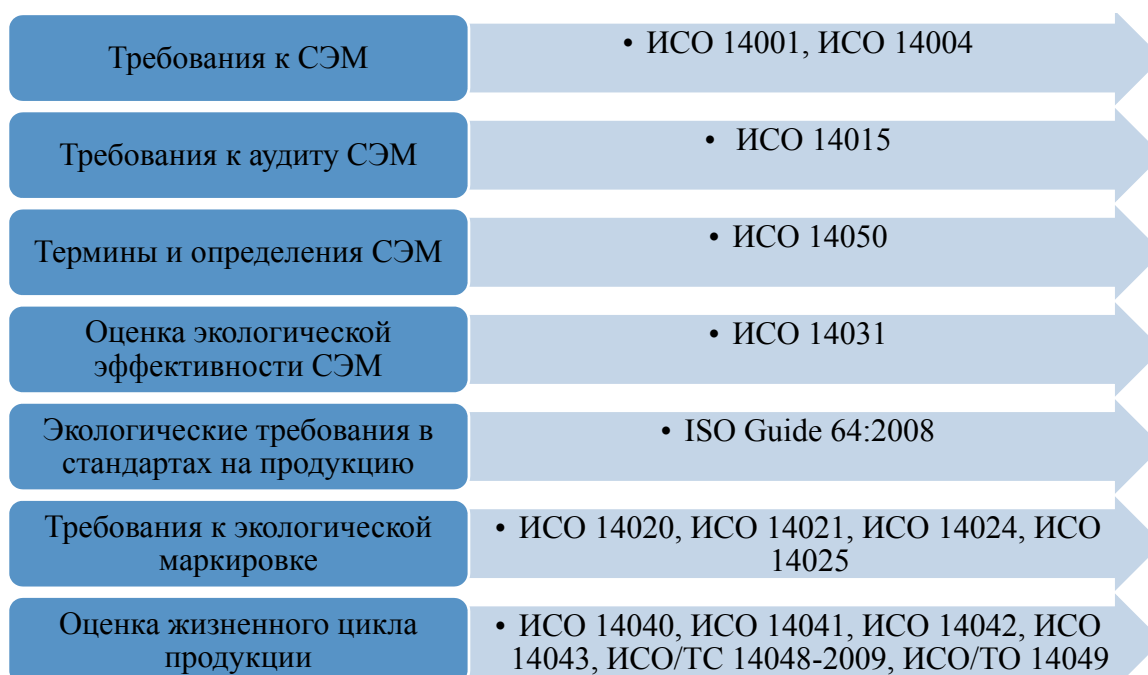 Требования к СЭМ
• ИСО 14001, ИСО 14004
Требования к аудиту СЭМ
• ИСО 14015
Термины и определения СЭМ
• ИСО 14050
Оценка экологической
эффективности СЭМ
• ИСО 14031
Экологические требования в
стандартах на продукцию
• ISO Guide 64:2008
Требования к экологической
маркировке
• ИСО 14020, ИСО 14021, ИСО 14024, ИСО
14025
Оценка жизненного цикла
продукции
• ИСО 14040, ИСО 14041, ИСО 14042, ИСО
14043, ИСО/ТС 14048-2009, ИСО/ТО 14049